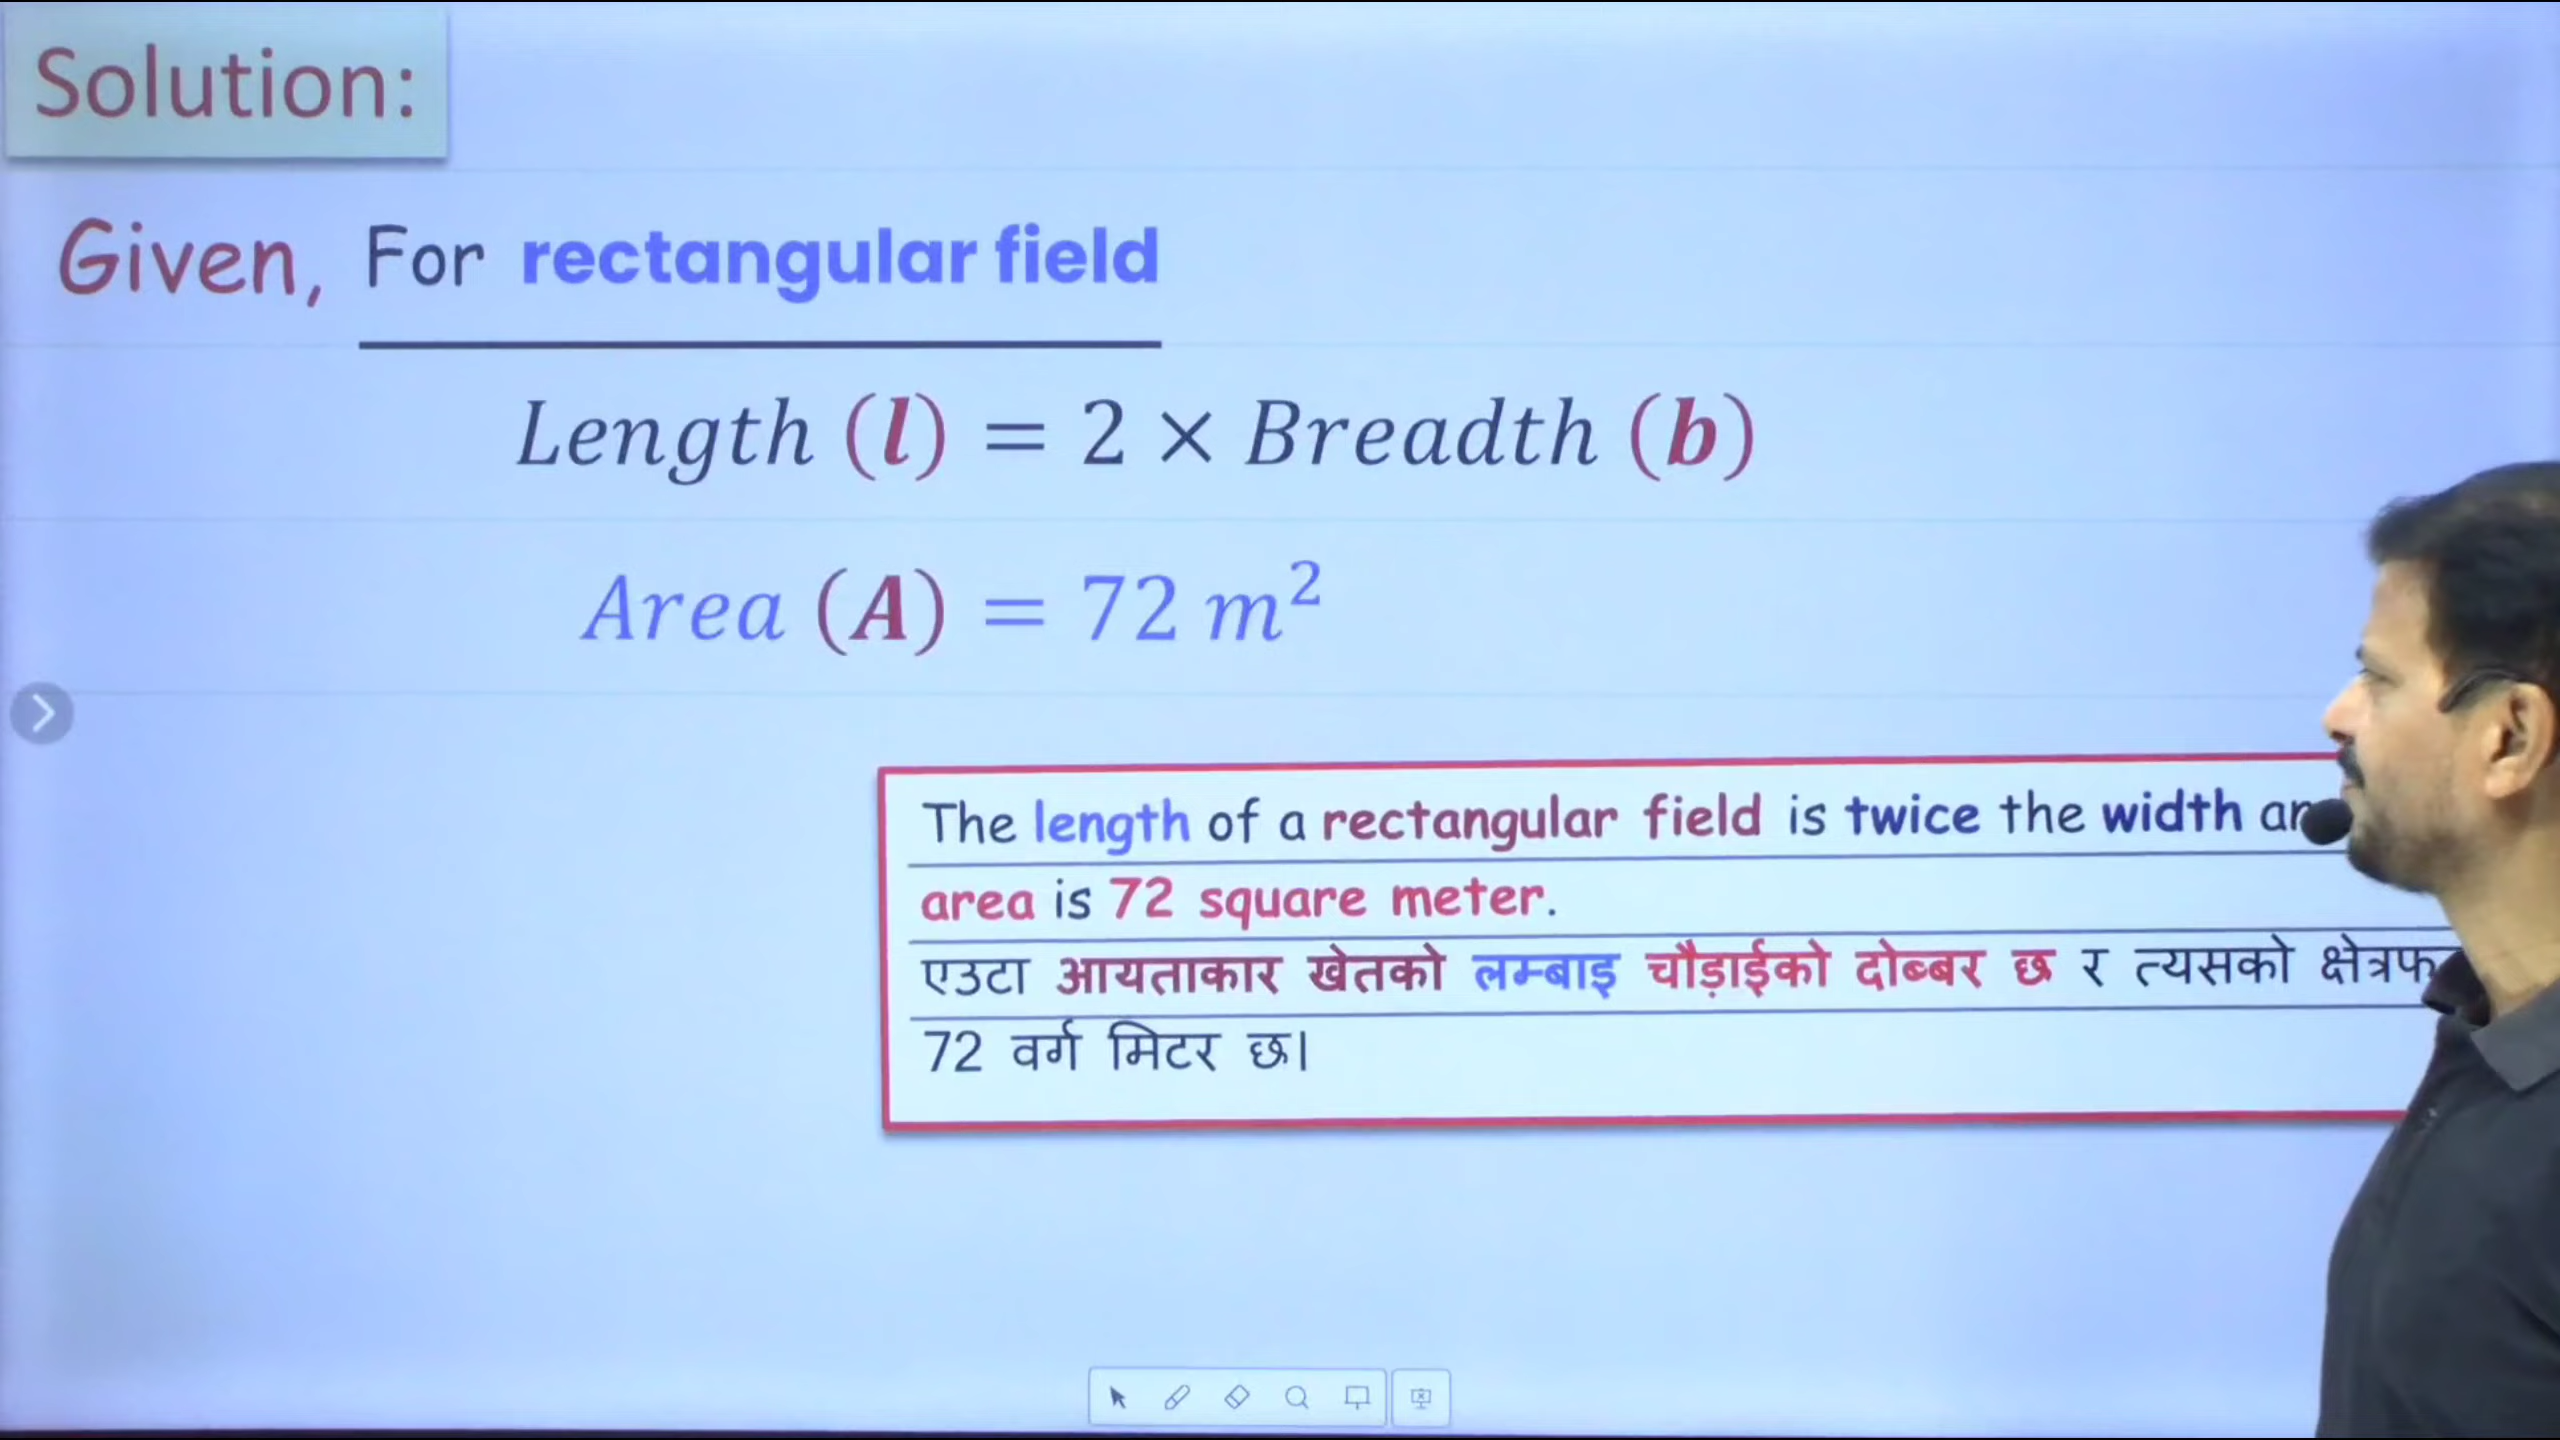 Solution:
Given, For rectangular field
Length (l) = 2 × Breadth (b)
Area (A) = 72 m²
The length of a rectangular field is twice the width
area is 72 square meter.
एउटा आयताकार खेतको लम्बाइ चौड़ाईको दोब्बर छ र त्यसको
72 वर्ग मिटर छ।